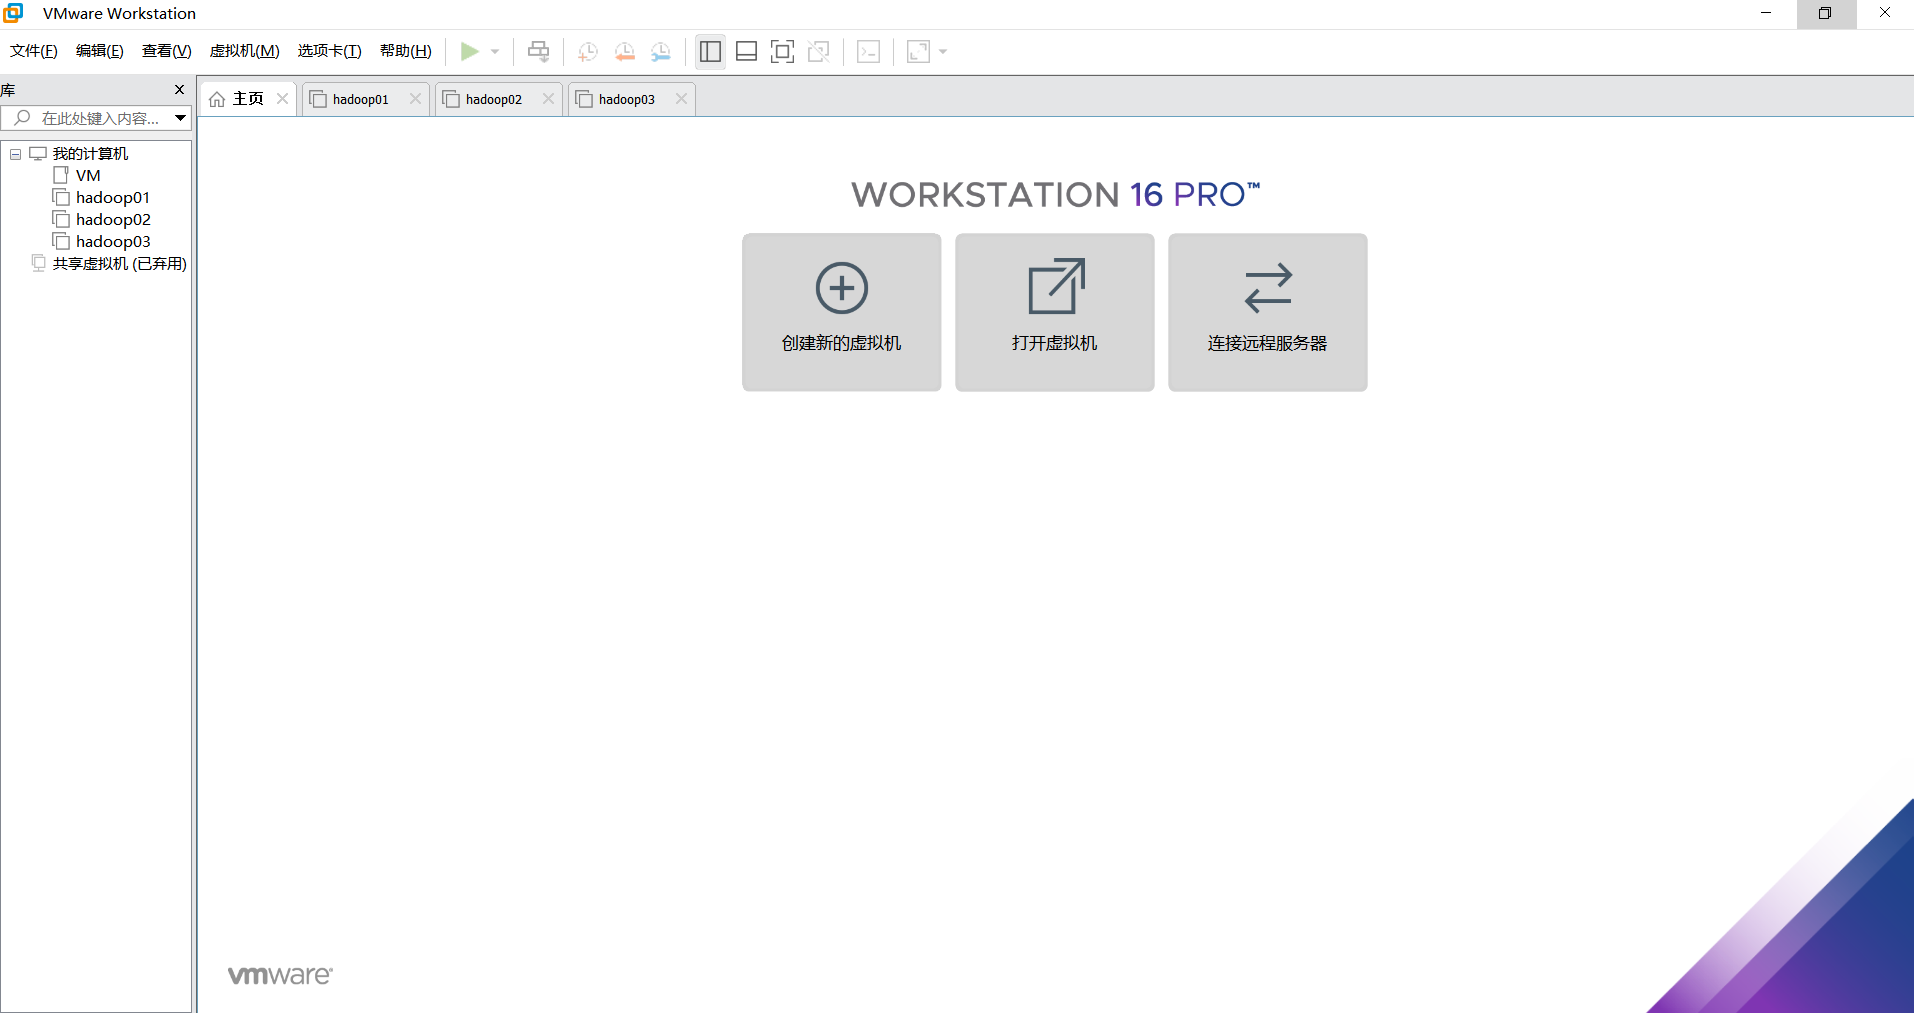 VMware Workstation
文件(F) 编辑(E) 查看(V) 虚拟机(M) 选项卡(T) 帮助(H)
库
主页 hadoop01 hadoop02 hadoop03
在此处键入内容...
我的计算机
VM
hadoop01
hadoop02
hadoop03
共享虚拟机 (已弃用)
WORKSTATION 16 PRO™
创建新的虚拟机 打开虚拟机 连接远程服务器
vmware®